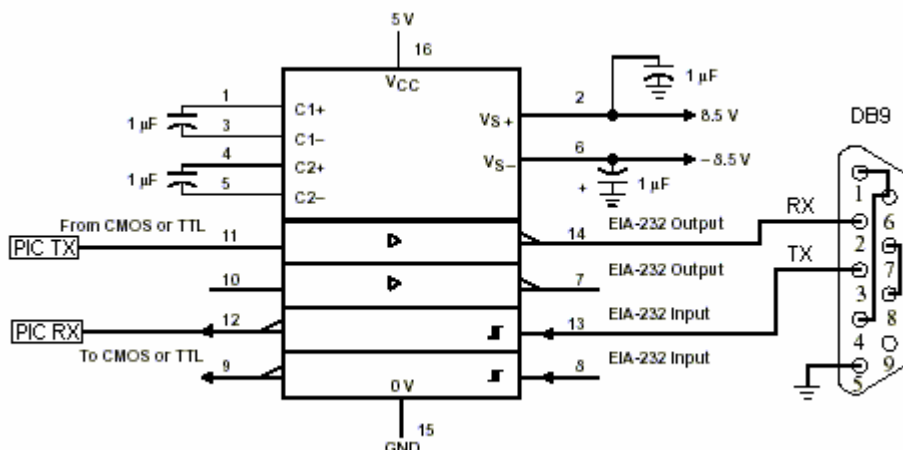 5 V
16
VCC
1
C1+
1 µF
3
C1–
4
C2+
1 µF
5
C2–
2
VS+
1 µF
8.5 V
6
VS–
– 8.5 V
+
1 µF
DB9
From CMOS or TTL
PIC TX
11
14
EIA-232 Output
RX
10
7
EIA-232 Output
TX
PIC RX
12
13
EIA-232 Input
To CMOS or TTL
9
8
EIA-232 Input
0 V
15
GND
1
6
2
7
3
8
4
9
5